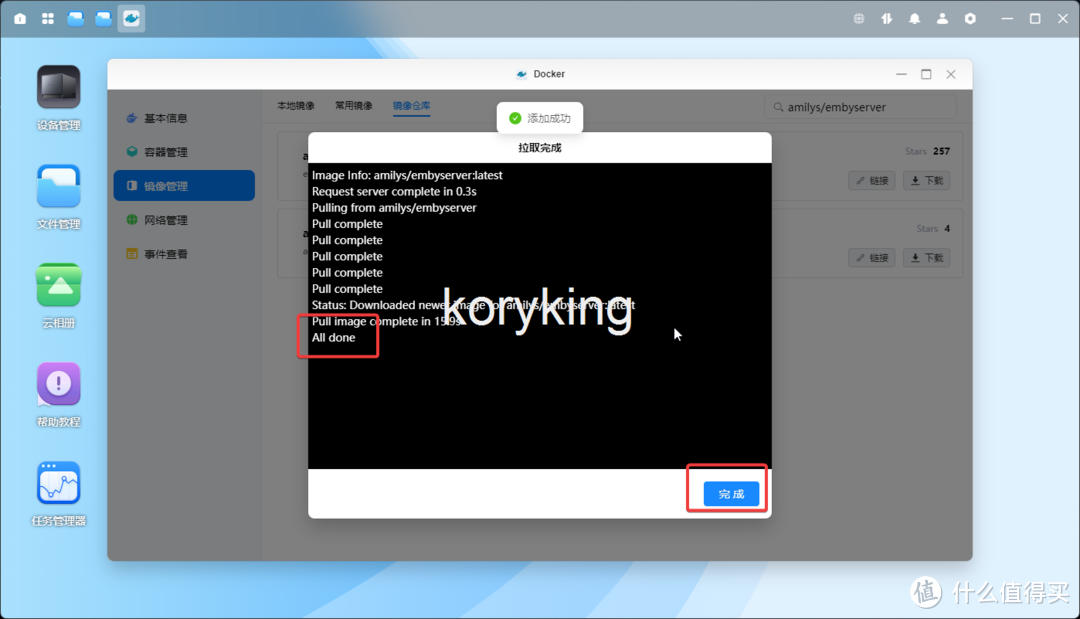 Docker
本地镜像
常用镜像
镜像仓库
amilys/embyserver
添加成功
设备管理
文件管理
云相册
帮助教程
任务管理器
基本信息
容器管理
镜像管理
网络管理
事件查看
拉取完成
Image Info: amilys/embyserver:latest
Request server complete in 0.3s
Pulling from amilys/embyserver
Pull complete
Pull complete
Pull complete
Pull complete
Pull complete
Status: Downloaded newer image for amilys/embyserver:latest
Pull image complete in 15.9s
All done
koryking
完成
Stars 257
链接
下载
Stars 4
链接
下载
值 什么值得买